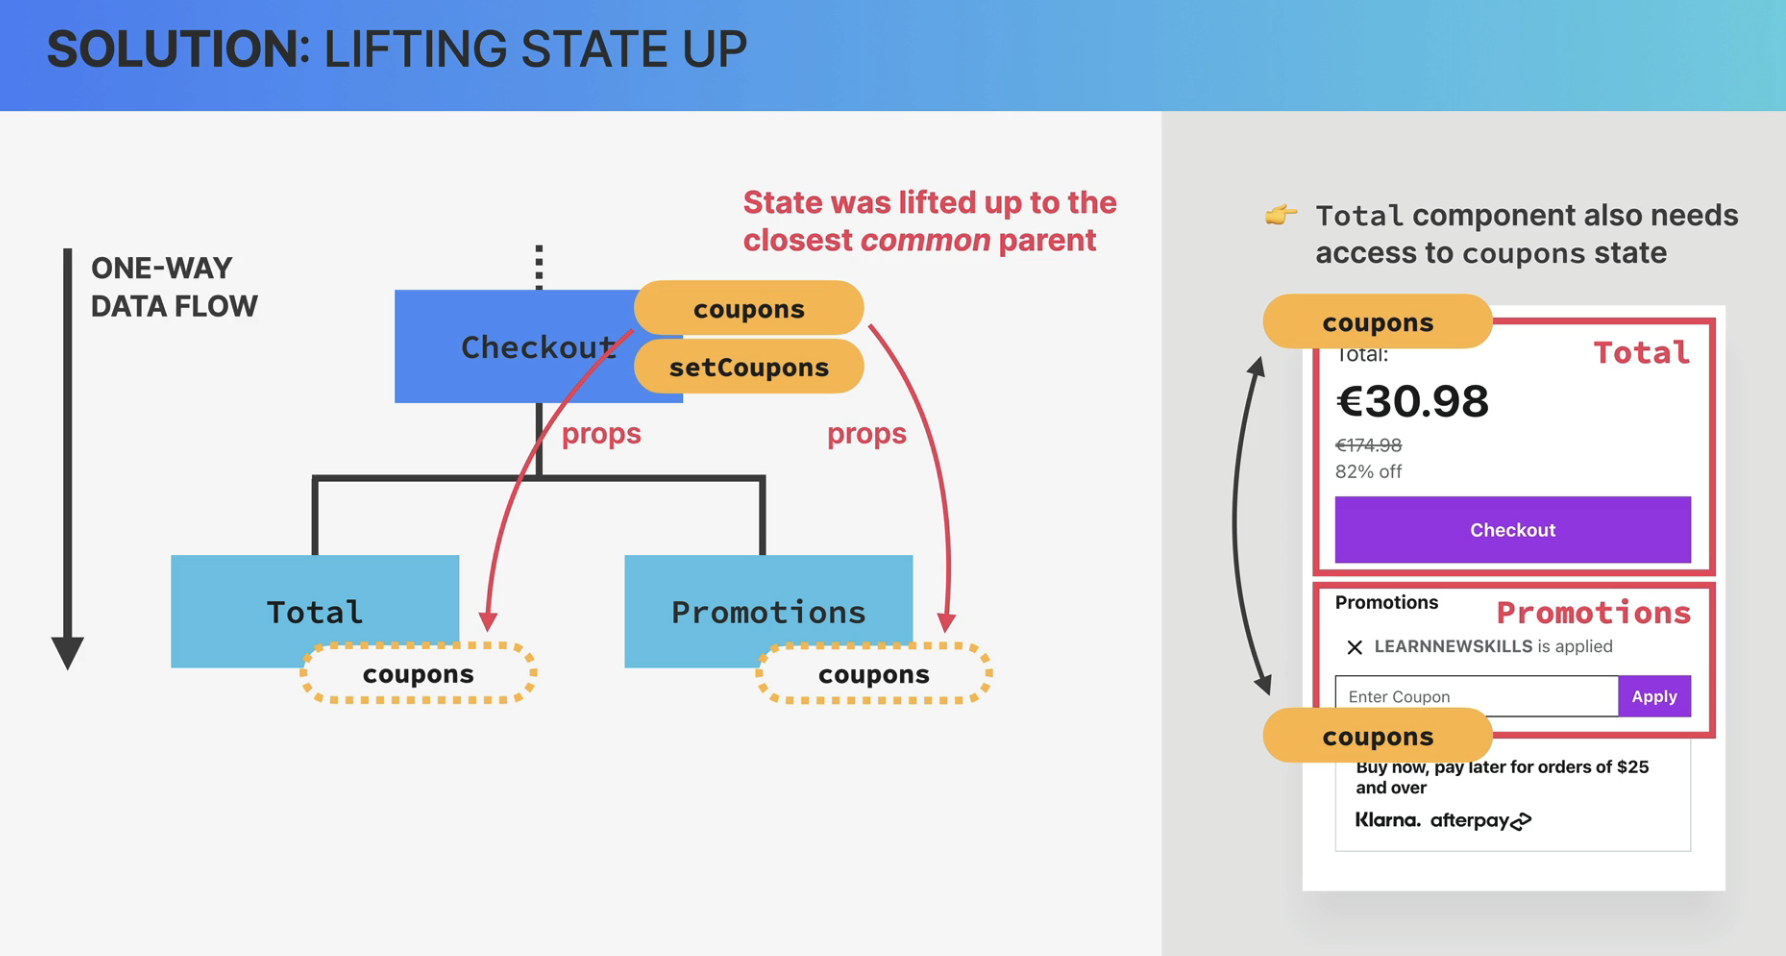 SOLUTION: LIFTING STATE UP
ONE-WAY
DATA FLOW
State was lifted up to the
closest common parent
Checkout
coupons
setCoupons
props
props
Total
coupons
Promotions
coupons
Total component also needs
access to coupons state
coupons
Total:
Total
€30.98
€174.98
82% off
Checkout
Promotions
Promotions
LEARNNEWSKILLS is applied
Enter Coupon
Apply
coupons
Buy now, pay later for orders of $25
and over
Klarna. afterpay